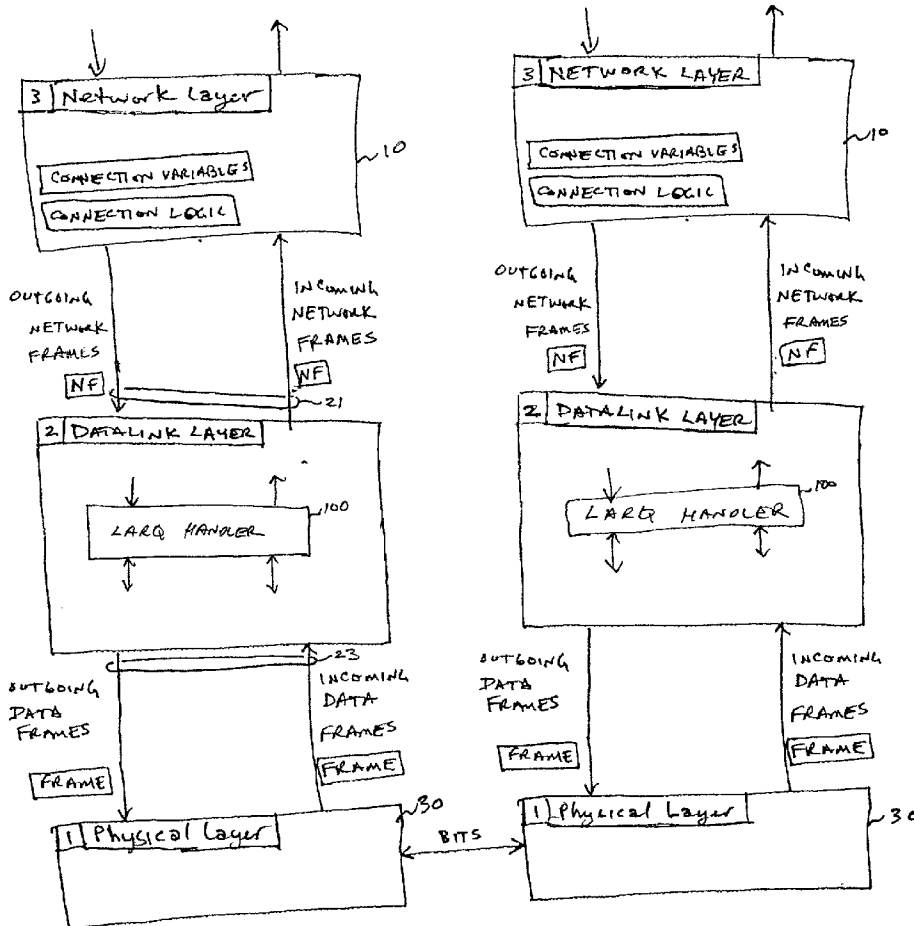 3 Network Layer
10
CONNECTION VARIABLES
CONNECTION LOGIC
OUTGOING
NETWORK
FRAMES
NF
INCOMING
NETWORK
FRAMES
NF
21
2 DATALINK LAYER
100
LARQ HANDLER
23
OUTGOING
DATA
FRAMES
FRAME
INCOMING
DATA
FRAMES
FRAME
30
1 Physical Layer
BITS
3 NETWORK LAYER
10
CONNECTION VARIABLES
CONNECTION LOGIC
OUTGOING
NETWORK
FRAMES
NF
INCOMING
NETWORK
FRAMES
NF
2 DATALINK LAYER
100
LARQ HANDLER
OUTGOING
DATA
FRAMES
FRAME
INCOMING
DATA
FRAMES
FRAME
1 Physical Layer
30